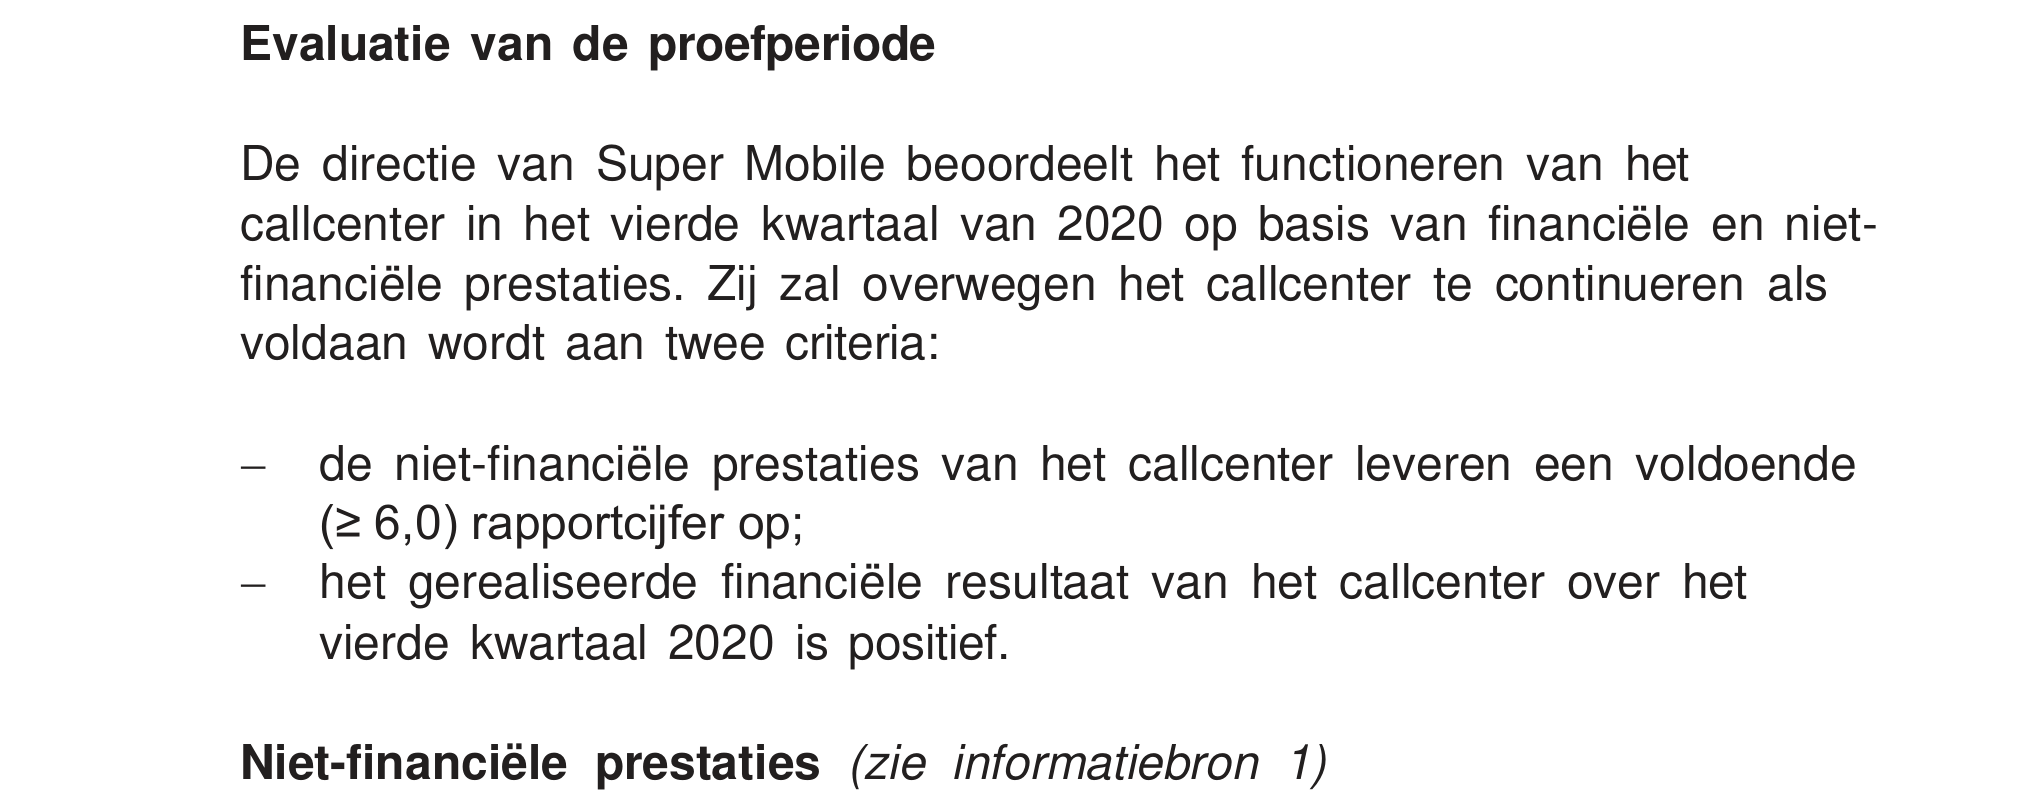 Evaluatie van de proefperiode
De directie van Super Mobile beoordeelt het functioneren van het
callcenter in het vierde kwartaal van 2020 op basis van financiële en niet-
financiële prestaties. Zij zal overwegen het callcenter te continueren als
voldaan wordt aan twee criteria:
– de niet-financiële prestaties van het callcenter leveren een voldoende
(≥ 6,0) rapportcijfer op;
– het gerealiseerde financiële resultaat van het callcenter over het
vierde kwartaal 2020 is positief.
Niet-financiële prestaties (zie informatiebron 1)